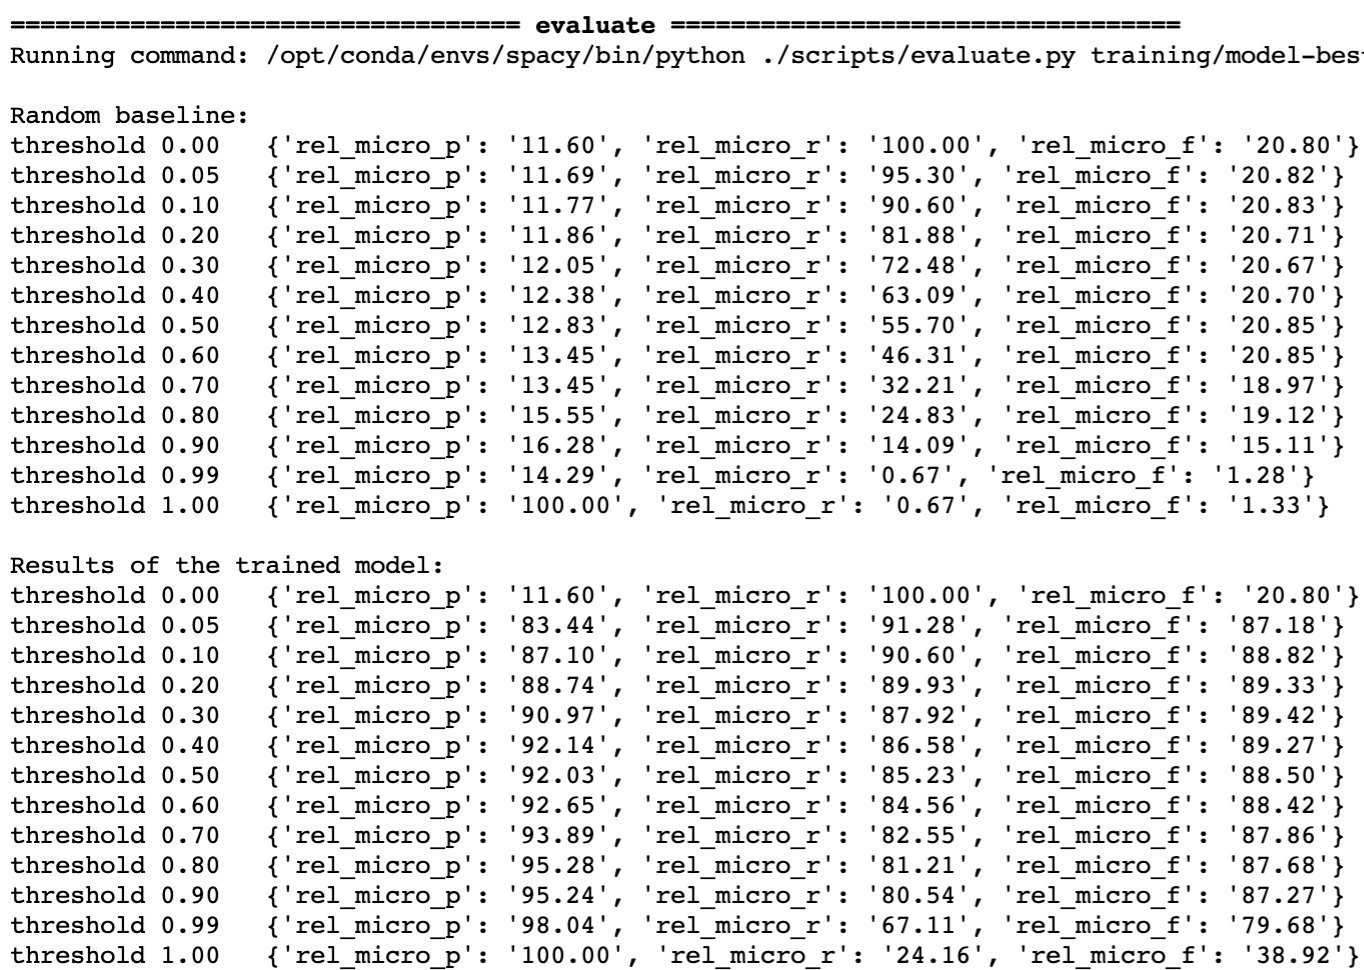 ================================== evaluate ==================================
Running command: /opt/conda/envs/spacy/bin/python ./scripts/evaluate.py training/model-bes
Random baseline:
threshold 0.00   {'rel_micro_p': '11.60', 'rel_micro_r': '100.00', 'rel_micro_f': '20.80'}
threshold 0.05   {'rel_micro_p': '11.69', 'rel_micro_r': '95.30', 'rel_micro_f': '20.82'}
threshold 0.10   {'rel_micro_p': '11.77', 'rel_micro_r': '90.60', 'rel_micro_f': '20.83'}
threshold 0.20   {'rel_micro_p': '11.86', 'rel_micro_r': '81.88', 'rel_micro_f': '20.71'}
threshold 0.30   {'rel_micro_p': '12.05', 'rel_micro_r': '72.48', 'rel_micro_f': '20.67'}
threshold 0.40   {'rel_micro_p': '12.38', 'rel_micro_r': '63.09', 'rel_micro_f': '20.70'}
threshold 0.50   {'rel_micro_p': '12.83', 'rel_micro_r': '55.70', 'rel_micro_f': '20.85'}
threshold 0.60   {'rel_micro_p': '13.45', 'rel_micro_r': '46.31', 'rel_micro_f': '20.85'}
threshold 0.70   {'rel_micro_p': '13.45', 'rel_micro_r': '32.21', 'rel_micro_f': '18.97'}
threshold 0.80   {'rel_micro_p': '15.55', 'rel_micro_r': '24.83', 'rel_micro_f': '19.12'}
threshold 0.90   {'rel_micro_p': '16.28', 'rel_micro_r': '14.09', 'rel_micro_f': '15.11'}
threshold 0.99   {'rel_micro_p': '14.29', 'rel_micro_r': '0.67', 'rel_micro_f': '1.28'}
threshold 1.00   {'rel_micro_p': '100.00', 'rel_micro_r': '0.67', 'rel_micro_f': '1.33'}
Results of the trained model:
threshold 0.00   {'rel_micro_p': '11.60', 'rel_micro_r': '100.00', 'rel_micro_f': '20.80'}
threshold 0.05   {'rel_micro_p': '83.44', 'rel_micro_r': '91.28', 'rel_micro_f': '87.18'}
threshold 0.10   {'rel_micro_p': '87.10', 'rel_micro_r': '90.60', 'rel_micro_f': '88.82'}
threshold 0.20   {'rel_micro_p': '88.74', 'rel_micro_r': '89.93', 'rel_micro_f': '89.33'}
threshold 0.30   {'rel_micro_p': '90.97', 'rel_micro_r': '87.92', 'rel_micro_f': '89.42'}
threshold 0.40   {'rel_micro_p': '92.14', 'rel_micro_r': '86.58', 'rel_micro_f': '89.27'}
threshold 0.50   {'rel_micro_p': '92.03', 'rel_micro_r': '85.23', 'rel_micro_f': '88.50'}
threshold 0.60   {'rel_micro_p': '92.65', 'rel_micro_r': '84.56', 'rel_micro_f': '88.42'}
threshold 0.70   {'rel_micro_p': '93.89', 'rel_micro_r': '82.55', 'rel_micro_f': '87.86'}
threshold 0.80   {'rel_micro_p': '95.28', 'rel_micro_r': '81.21', 'rel_micro_f': '87.68'}
threshold 0.90   {'rel_micro_p': '95.24', 'rel_micro_r': '80.54', 'rel_micro_f': '87.27'}
threshold 0.99   {'rel_micro_p': '98.04', 'rel_micro_r': '67.11', 'rel_micro_f': '79.68'}
threshold 1.00   {'rel_micro_p': '100.00', 'rel_micro_r': '24.16', 'rel_micro_f': '38.92'}